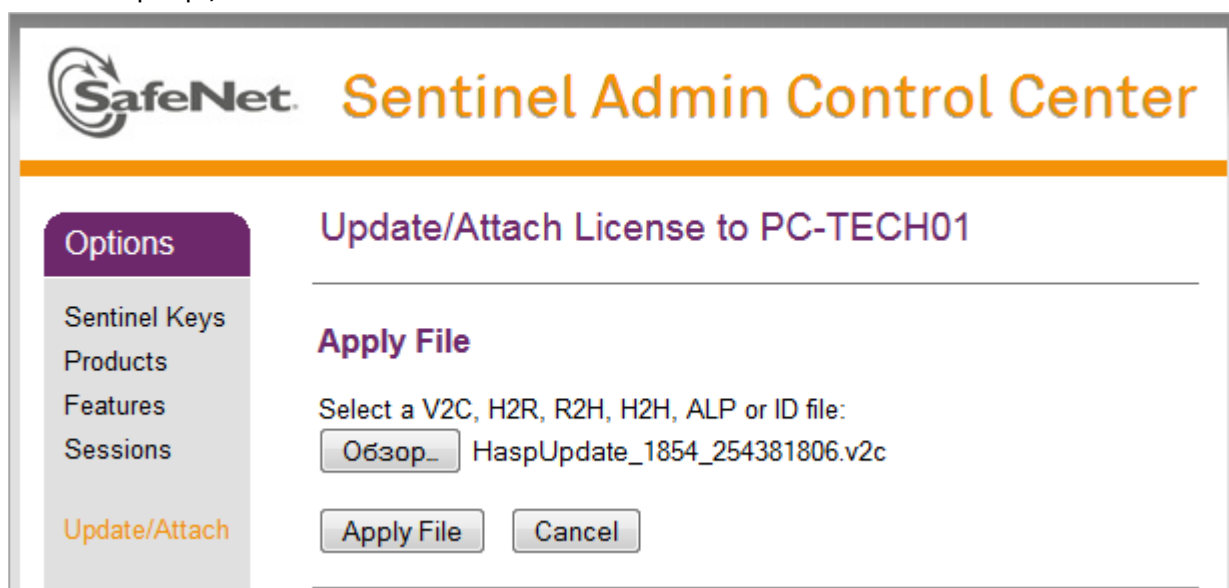 SafeNet. Sentinel Admin Control Center
Options
Sentinel Keys
Products
Features
Sessions
Update/Attach
Update/Attach License to PC-TECH01
Apply File
Select a V2C, H2R, R2H, H2H, ALP or ID file:
Обзор… HaspUpdate_1854_254381806.v2c
Apply File Cancel